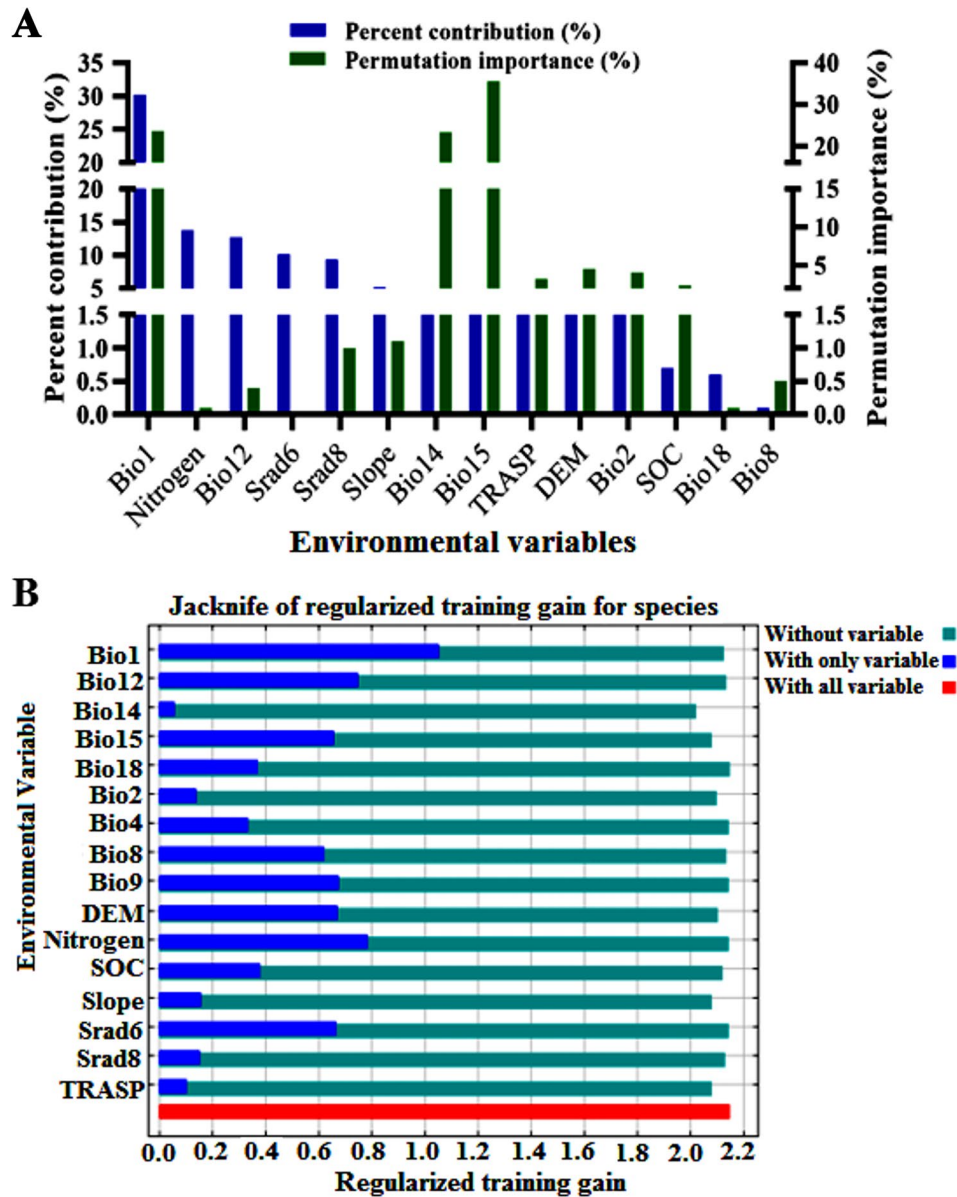 A
Percent contribution (%)
Permutation importance (%)
Percent contribution (%)
35
30
25
20
20
15
10
5
1.5
1.0
0.5
0.0
40
30
20
15
10
5
1.5
1.0
0.5
0.0
Permutation importance (%)
Bio1
Nitrogen
Bio12
Srad6
Srad8
Slope
Bio14
Bio15
TRASP
DEM
Bio2
SOC
Bio18
Bio8
Environmental variables
B
Jacknife of regularized training gain for species
Without variable
With only variable
With all variable
Environmental Variable
Bio1
Bio12
Bio14
Bio15
Bio18
Bio2
Bio4
Bio8
Bio9
DEM
Nitrogen
SOC
Slope
Srad6
Srad8
TRASP
0.0 0.2 0.4 0.6 0.8 1.0 1.2 1.4 1.6 1.8 2.0 2.2
Regularized training gain